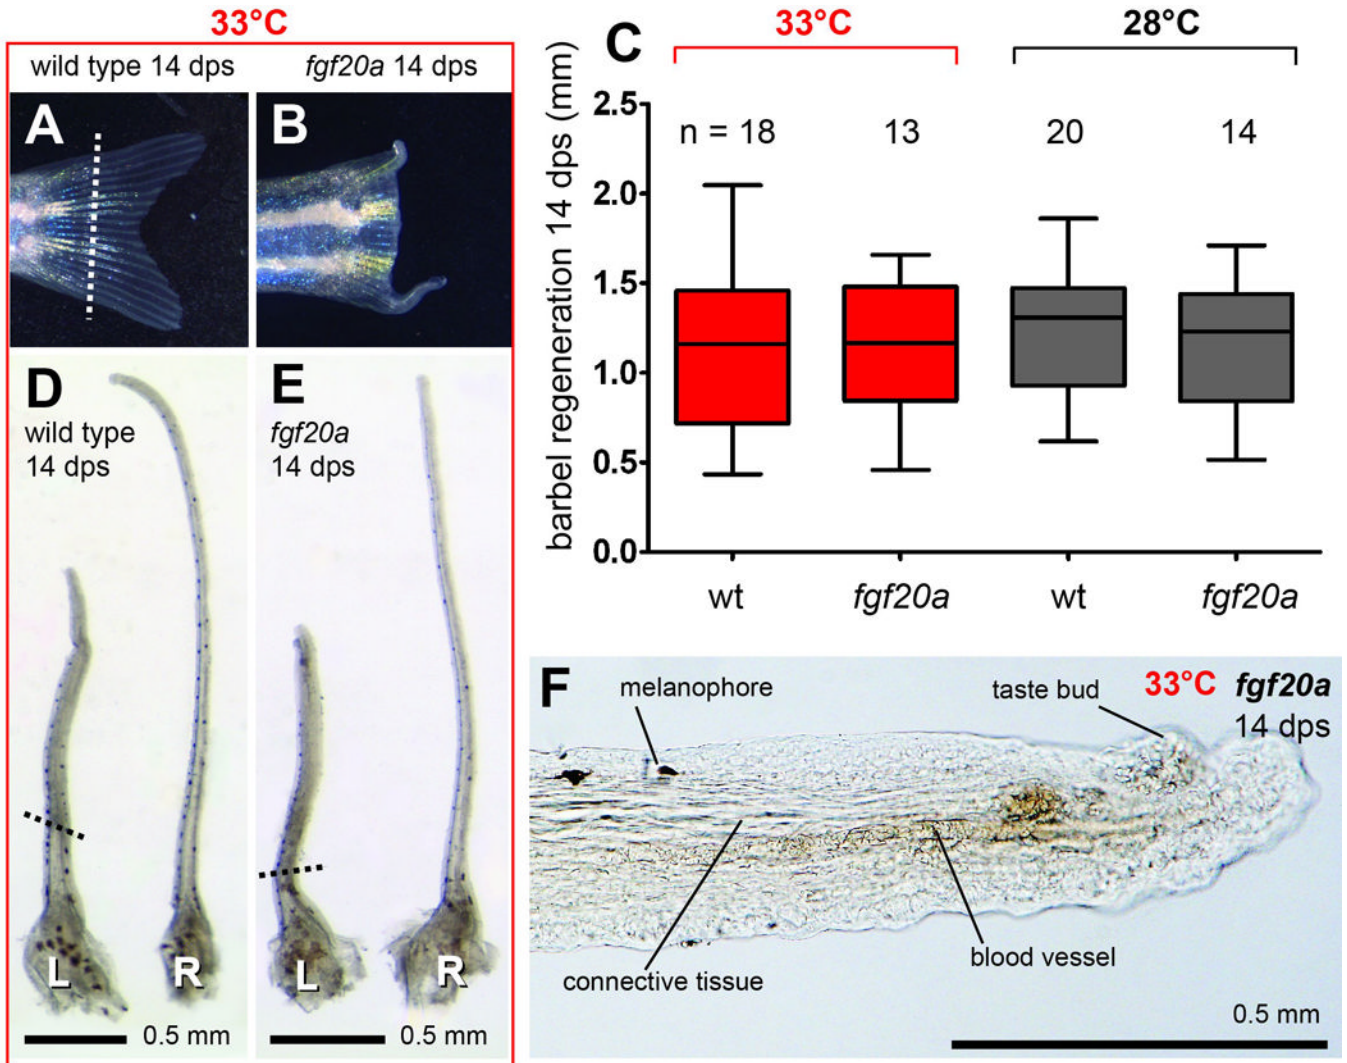 33°C
wild type 14 dps
fgf20a 14 dps
A
B
D
wild type
14 dps
E
fgf20a
14 dps
L
R
L
R
0.5 mm
0.5 mm
C
33°C
28°C
barbel regeneration 14 dps (mm)
2.5
2.0
1.5
1.0
0.5
0.0
n = 18
13
20
14
wt
fgf20a
wt
fgf20a
F
melanophore
taste bud
33°C fgf20a
14 dps
connective tissue
blood vessel
0.5 mm